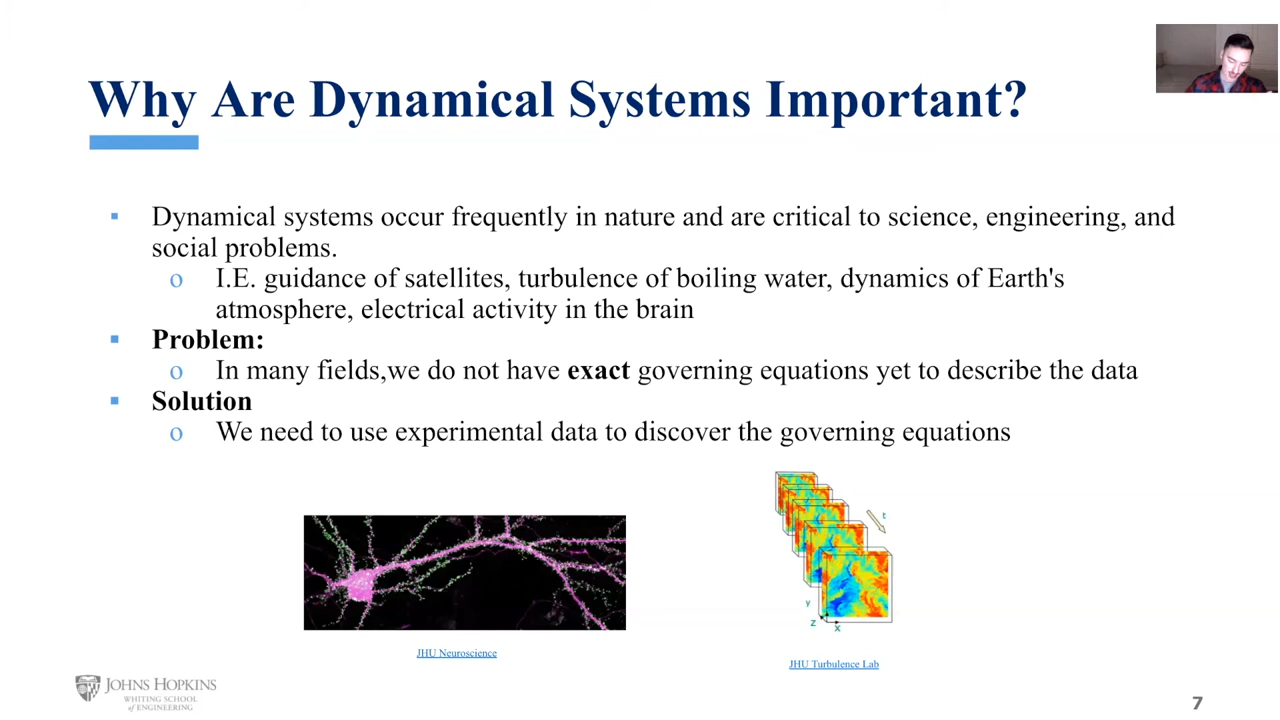 Why Are Dynamical Systems Important?
▪ Dynamical systems occur frequently in nature and are critical to science, engineering, and
social problems.
o I.E. guidance of satellites, turbulence of boiling water, dynamics of Earth's
atmosphere, electrical activity in the brain
▪ Problem:
o In many fields,we do not have exact governing equations yet to describe the data
▪ Solution
o We need to use experimental data to discover the governing equations
t
y
z
x
JHU Neuroscience
JHU Turbulence Lab
JOHNS HOPKINS
WHITING SCHOOL
of ENGINEERING
7